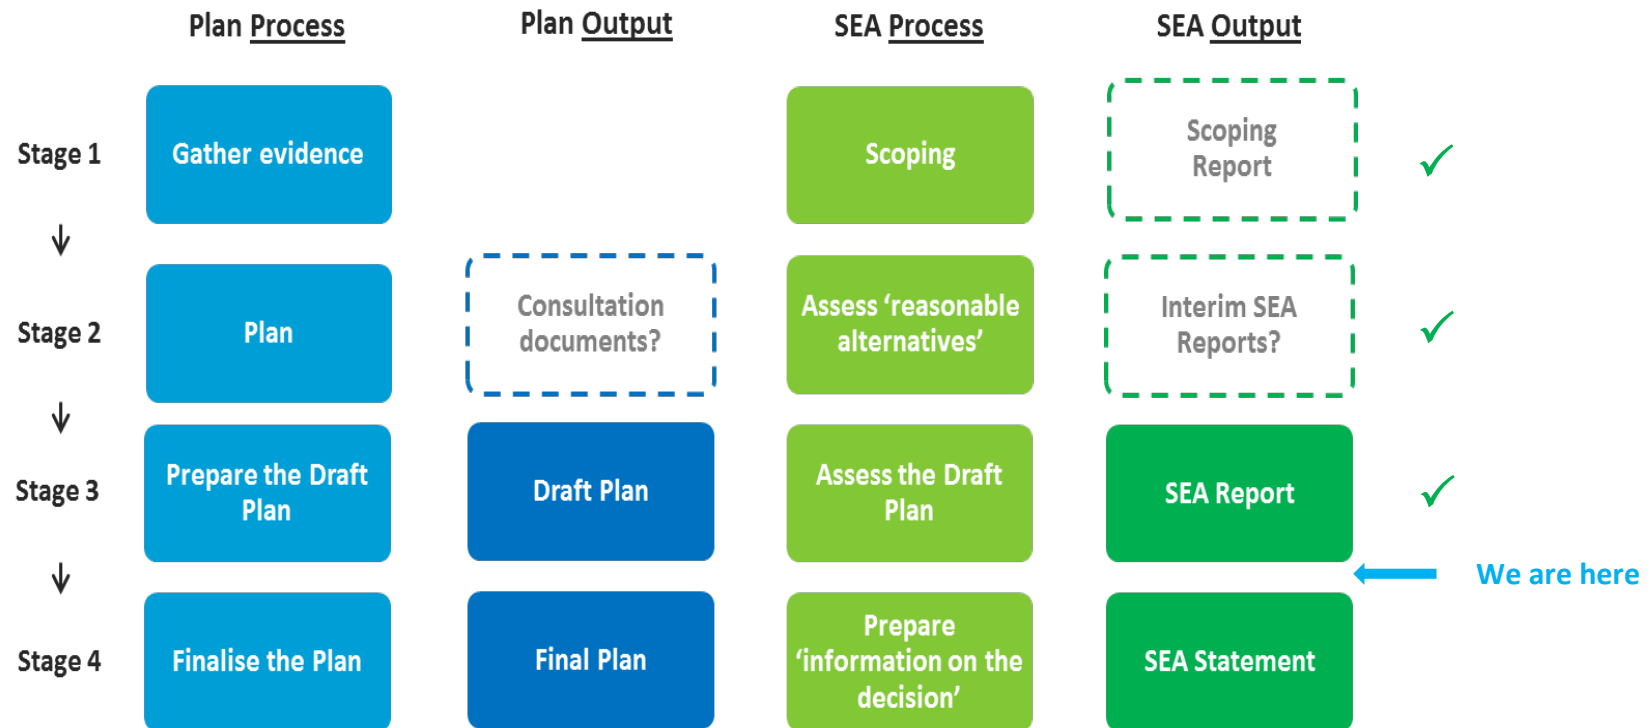 Plan Process
Plan Output
SEA Process
SEA Output
Stage 1
Gather evidence
Scoping
Scoping
Report
Stage 2
Plan
Consultation
documents?
Assess ‘reasonable
alternatives’
Interim SEA
Reports?
Stage 3
Prepare the Draft
Plan
Draft Plan
Assess the Draft
Plan
SEA Report
We are here
Stage 4
Finalise the Plan
Final Plan
Prepare
‘information on the
decision’
SEA Statement